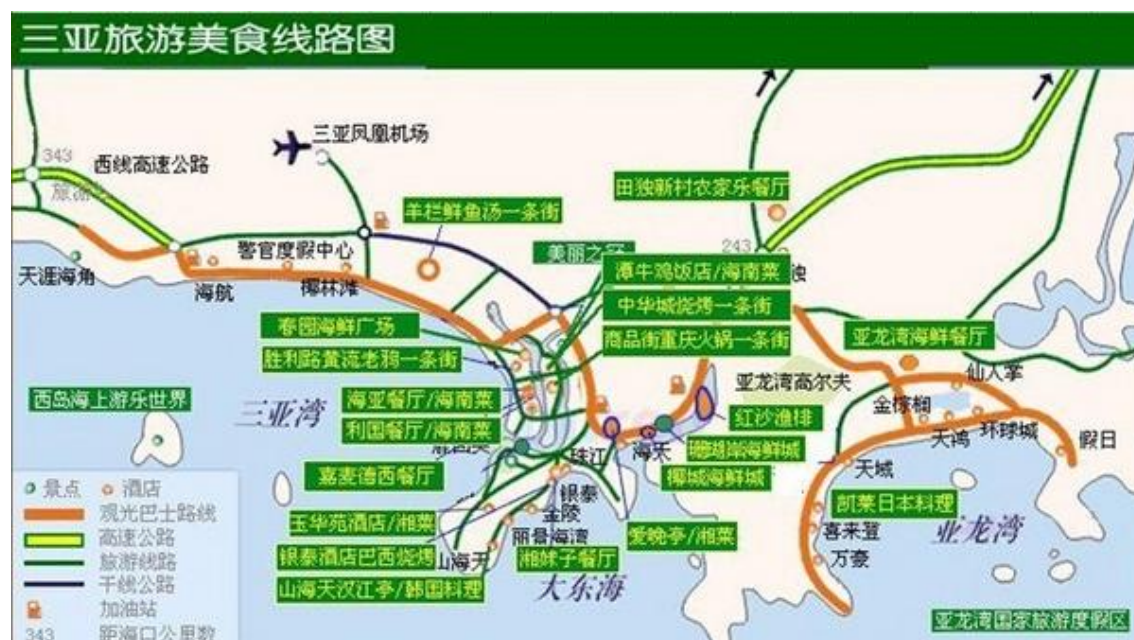 三亚旅游美食线路图
三亚凤凰机场
343
西线高速公路
田独新村农家乐餐厅
羊栏鲜鱼汤一条街
警官度假中心
美丽之
243
天涯海角
海航
椰林滩
潭牛鸡饭店/海南菜
独
中华城烧烤一条街
春园海鲜广场
商品街重庆火锅一条街
亚龙湾海鲜餐厅
胜利路黄流老鸦一条街
仙人掌
亚龙湾高尔夫
西岛海上游乐世界
海亚餐厅/海南菜
三亚湾
金棕榈
红沙渔排
利国餐厅/海南菜
天鸿
环球城
假日
海天
珊瑚岸海鲜城
珠江
嘉麦德西餐厅
椰城海鲜城
天域
景点
酒店
银泰
凯莱日本料理
观光巴士路线
金陵
玉华苑酒店/湘菜
亚龙湾
高速公路
丽景海湾
爱晚亭/湘菜
喜来登
银泰酒店巴西烧烤
山海天
湘妹子餐厅
旅游线路
万豪
干线公路
山海天汉江亭/韩国料理
大东海
加油站
亚龙湾国家旅游度假区
343
距海口公里数